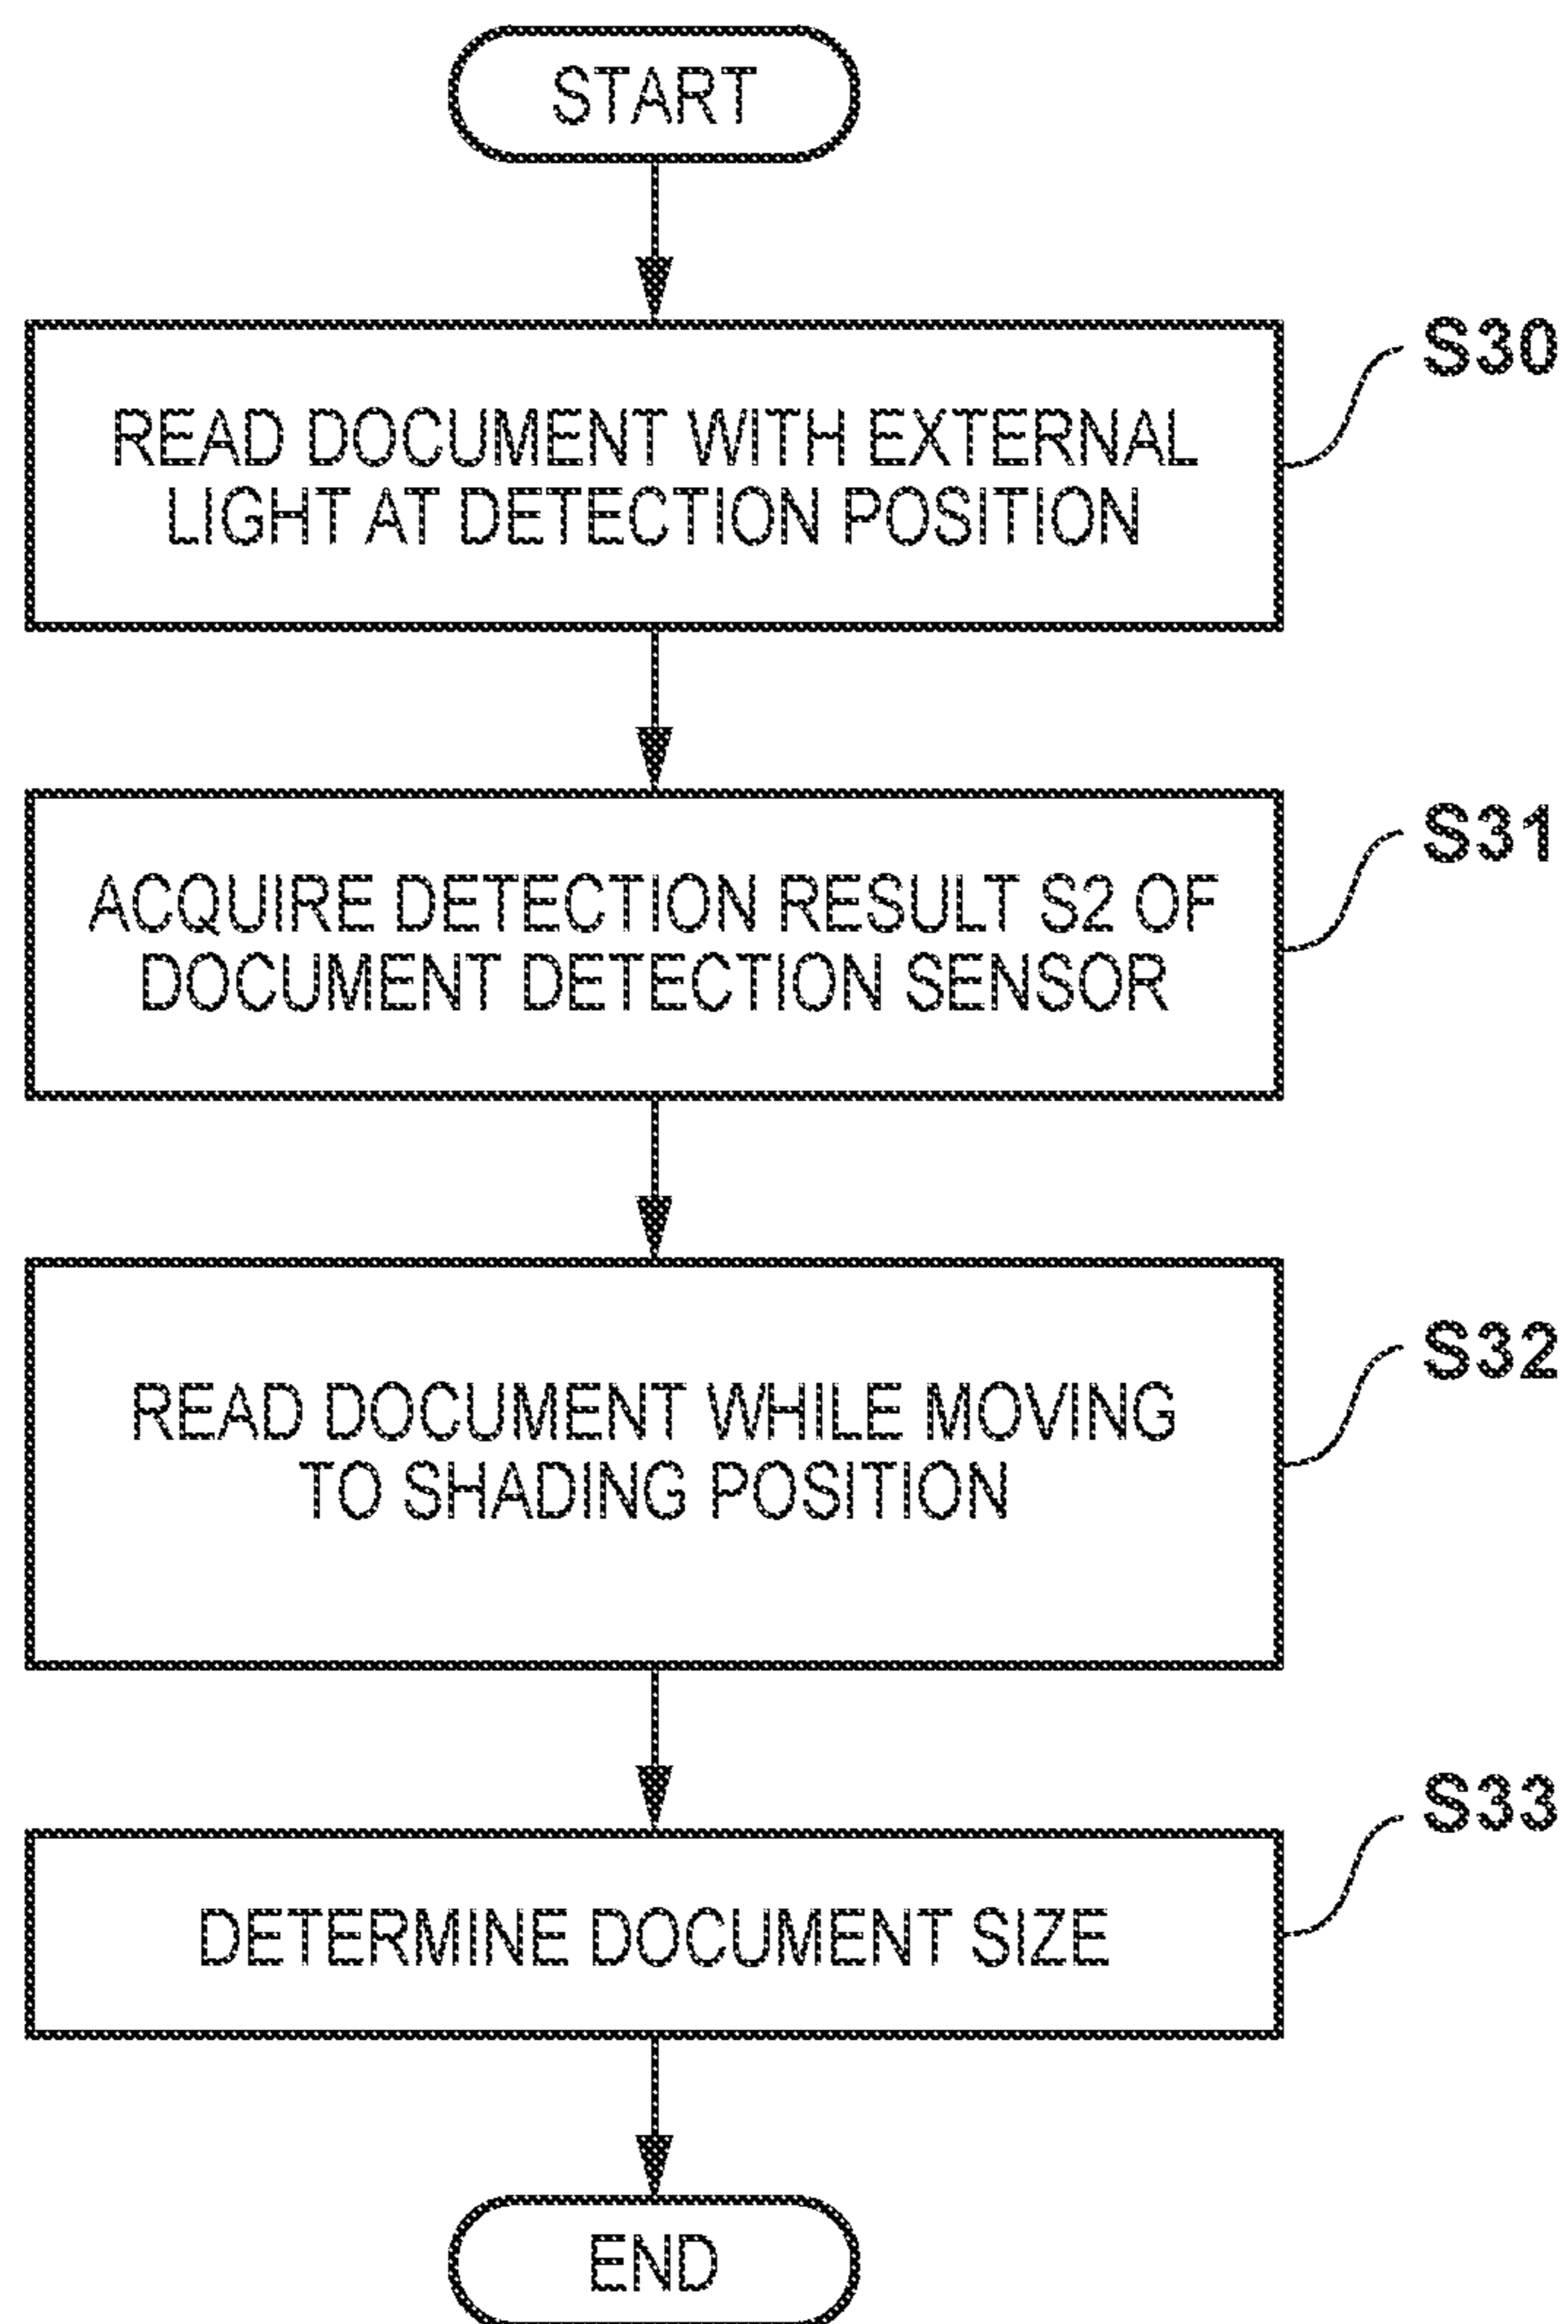 START
READ DOCUMENT WITH EXTERNAL
LIGHT AT DETECTION POSITION
S30
ACQUIRE DETECTION RESULT S2 OF
DOCUMENT DETECTION SENSOR
S31
READ DOCUMENT WHILE MOVING
TO SHADING POSITION
S32
DETERMINE DOCUMENT SIZE
S33
END